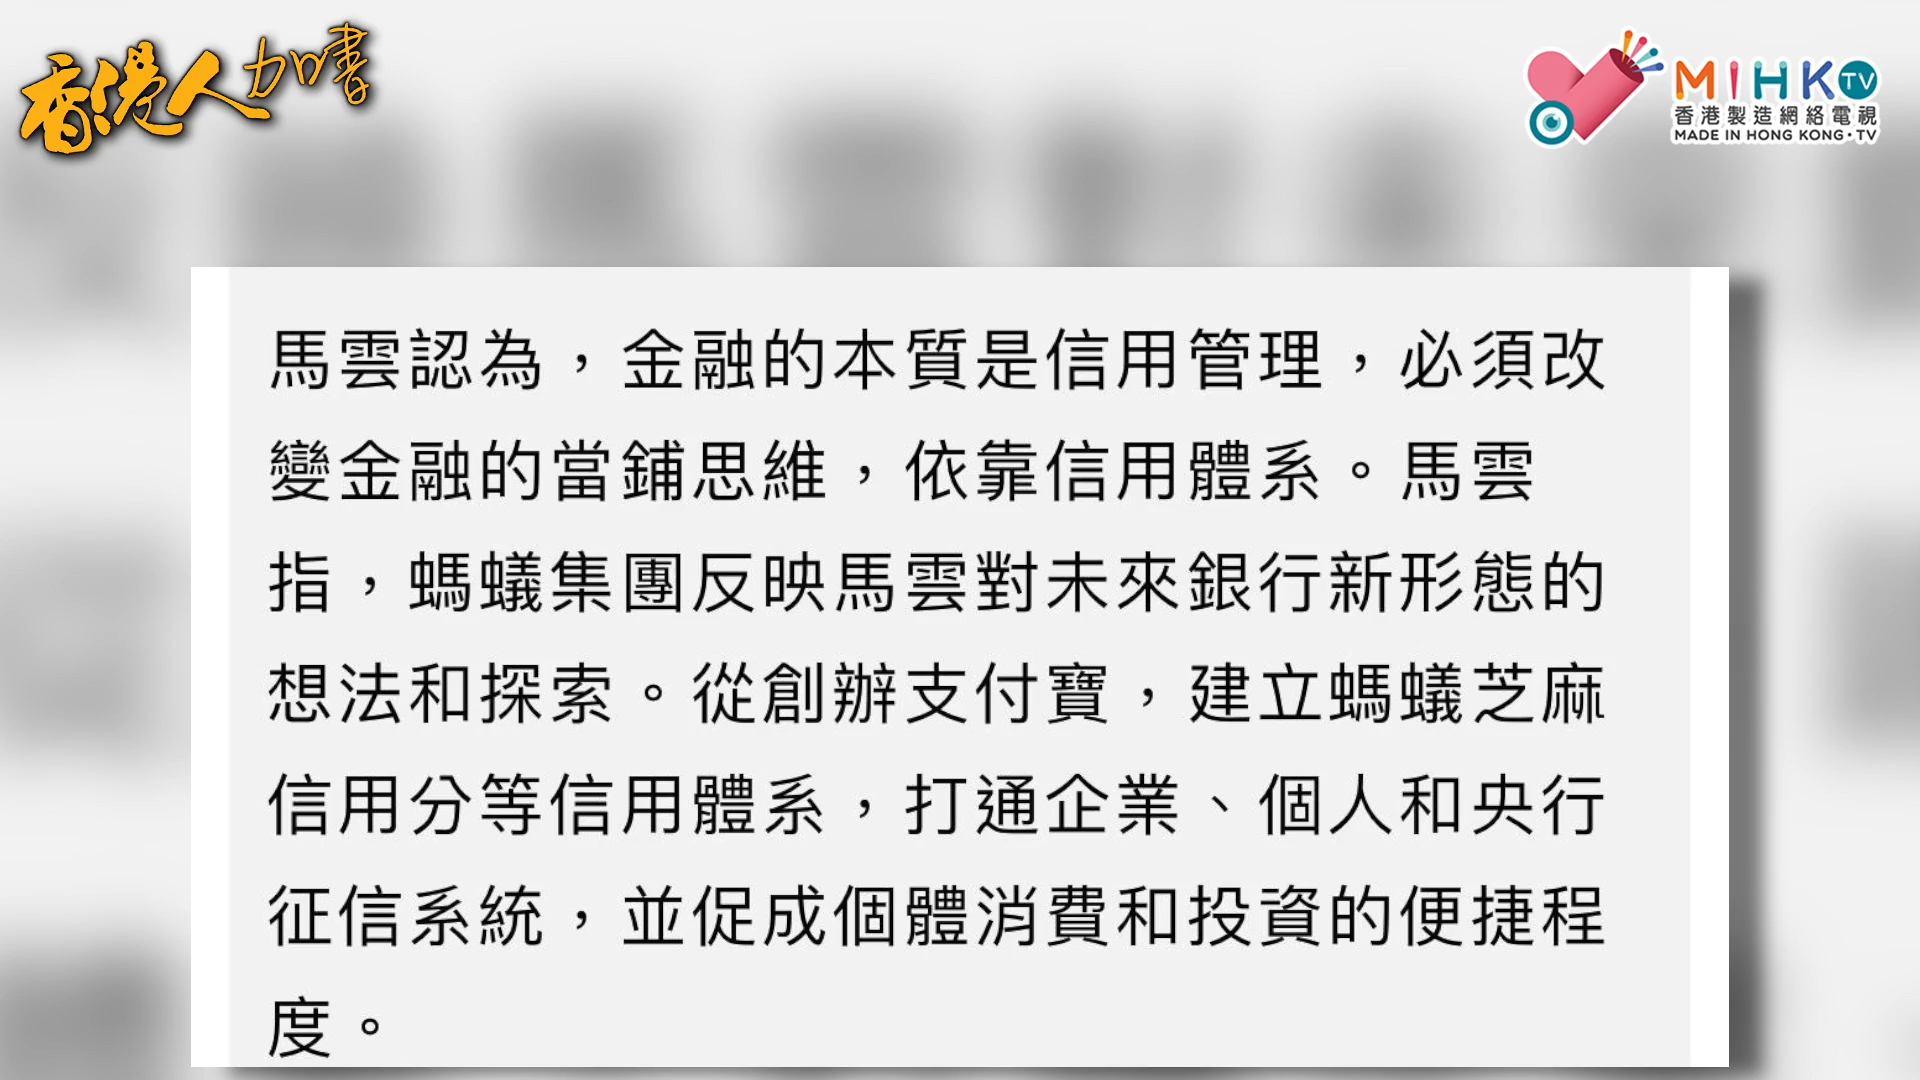 香港人加嘢
MIHK TV
香港製造網絡電視
MADE IN HONG KONG·TV
馬雲認為，金融的本質是信用管理，必須改
變金融的當鋪思維，依靠信用體系。馬雲
指，螞蟻集團反映馬雲對未來銀行新形態的
想法和探索。從創辦支付寶，建立螞蟻芝麻
信用分等信用體系，打通企業、個人和央行
征信系統，並促成個體消費和投資的便捷程
度。